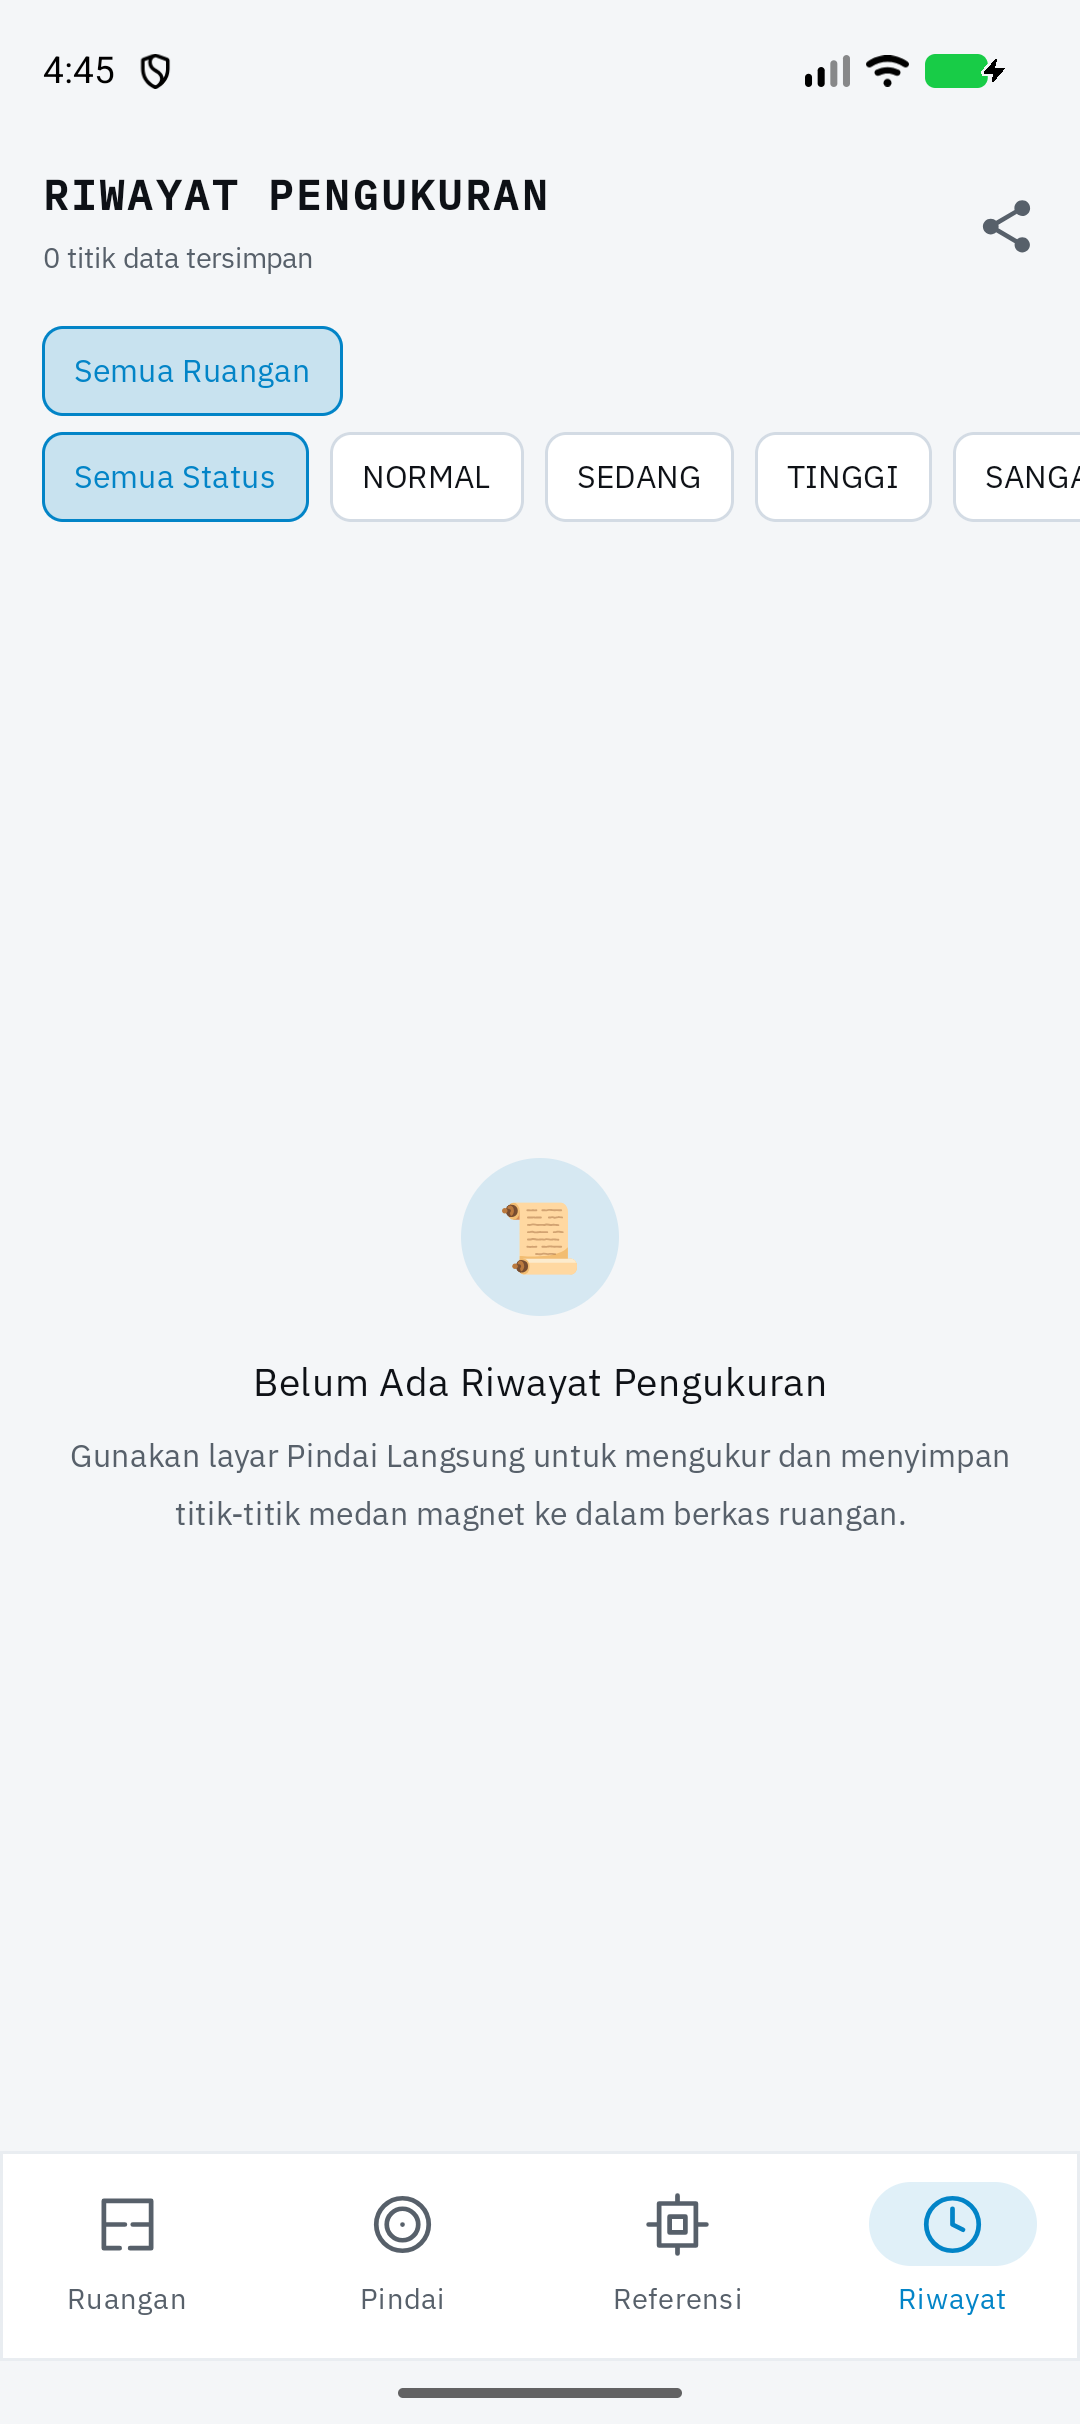 4:45
RIWAYAT PENGUKURAN
0 titik data tersimpan
Semua Ruangan
Semua Status NORMAL SEDANG TINGGI SANGA
Belum Ada Riwayat Pengukuran
Gunakan layar Pindai Langsung untuk mengukur dan menyimpan
titik-titik medan magnet ke dalam berkas ruangan.
Ruangan Pindai Referensi Riwayat